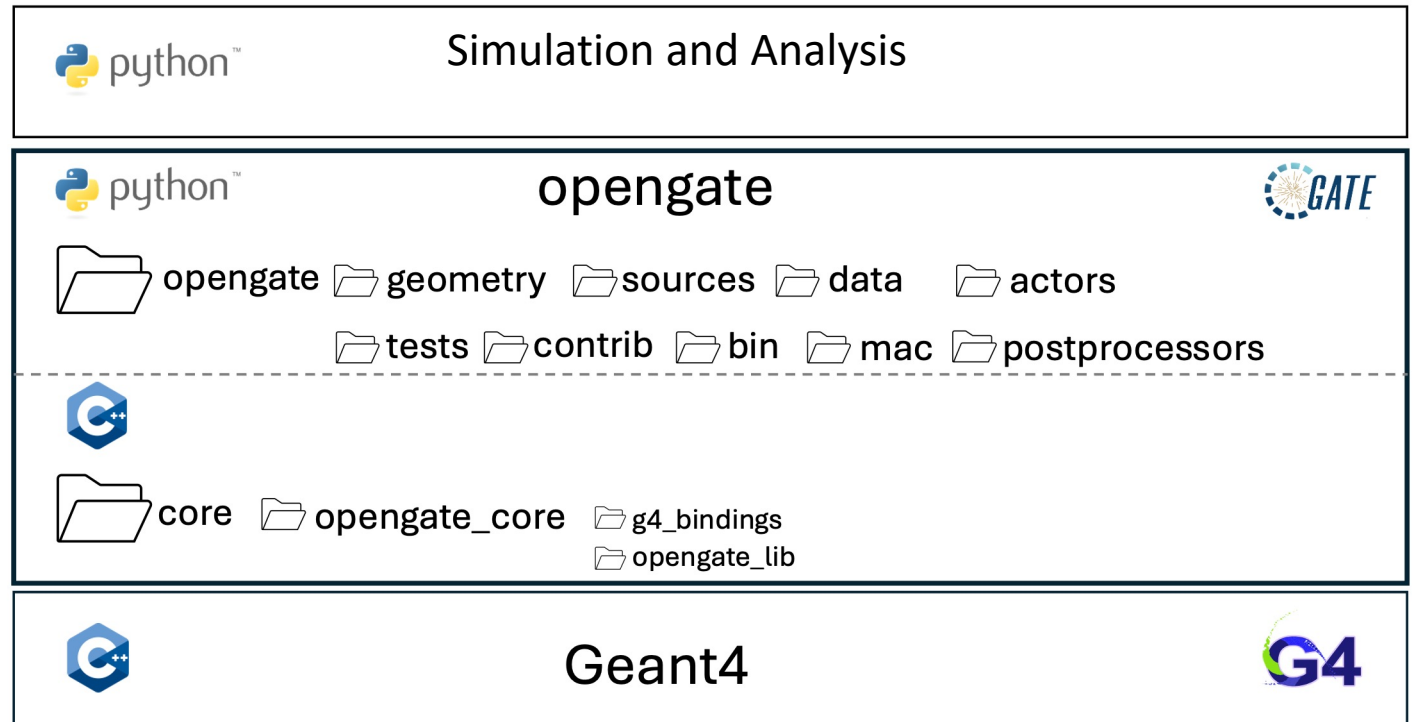 python™ Simulation and Analysis
python™ opengate GATE
opengate geometry sources data actors
tests contrib bin mac postprocessors
C++
core opengate_core g4_bindings
opengate_lib
C++ Geant4 G4